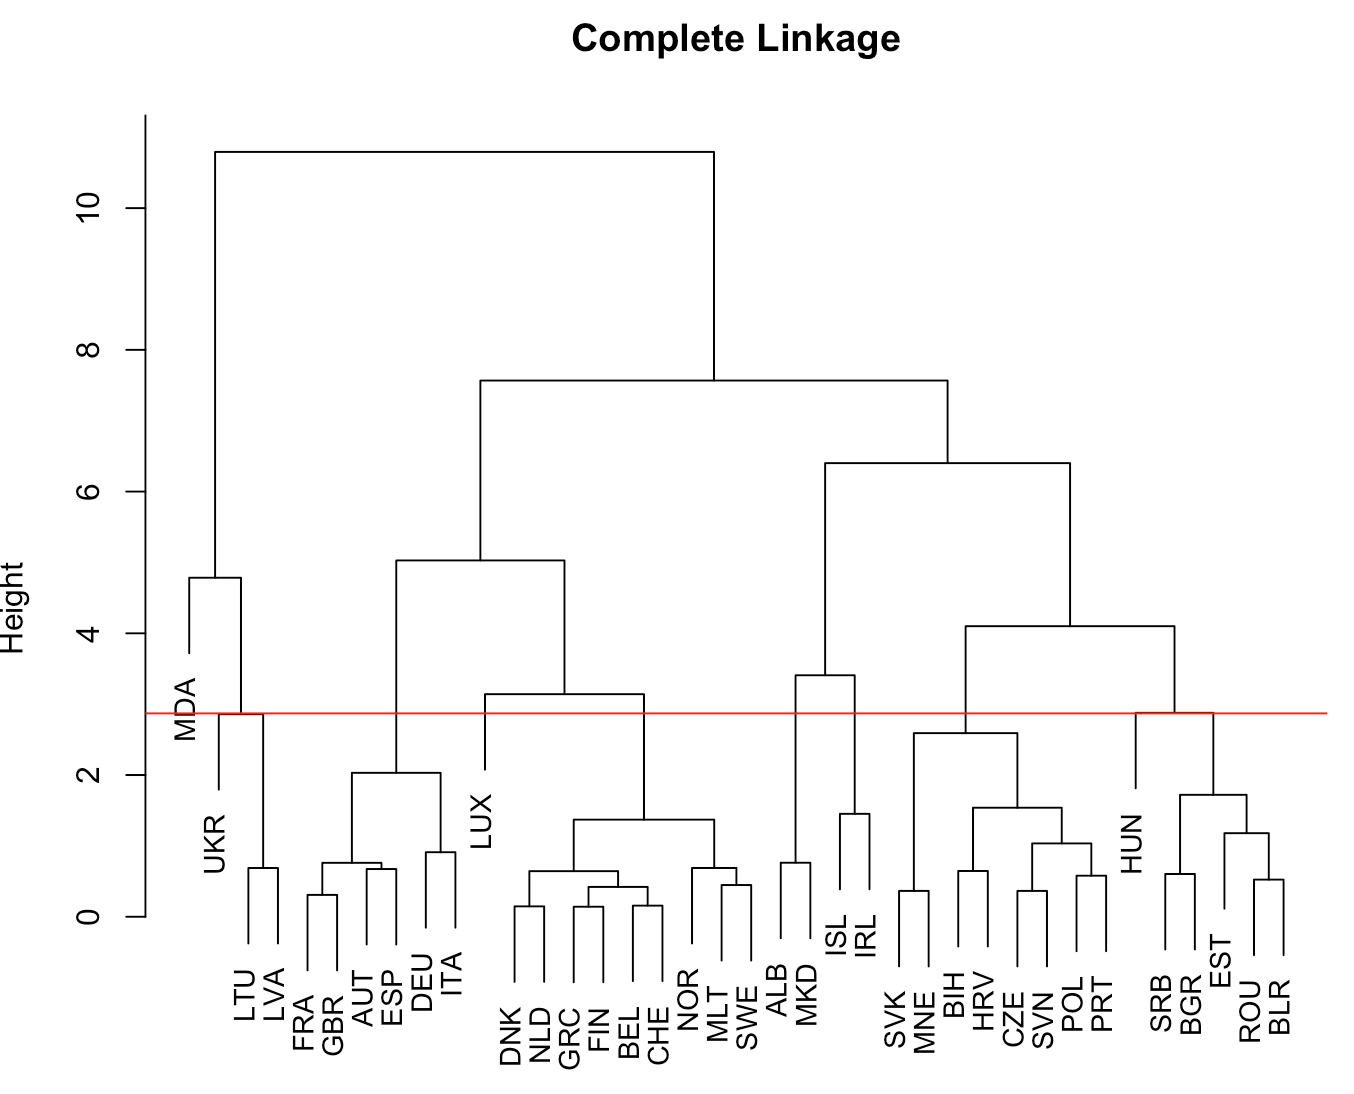 Complete Linkage
Height
10
8
6
4
2
0
MDA
UKR
LTU
LVA
FRA
GBR
AUT
ESP
DEU
ITA
LUX
DNK
NLD
GRC
FIN
BEL
CHE
NOR
MLT
SWE
ALB
MKD
ISL
IRL
SVK
MNE
BIH
HRV
CZE
SVN
POL
PRT
HUN
SRB
BGR
EST
ROU
BLR